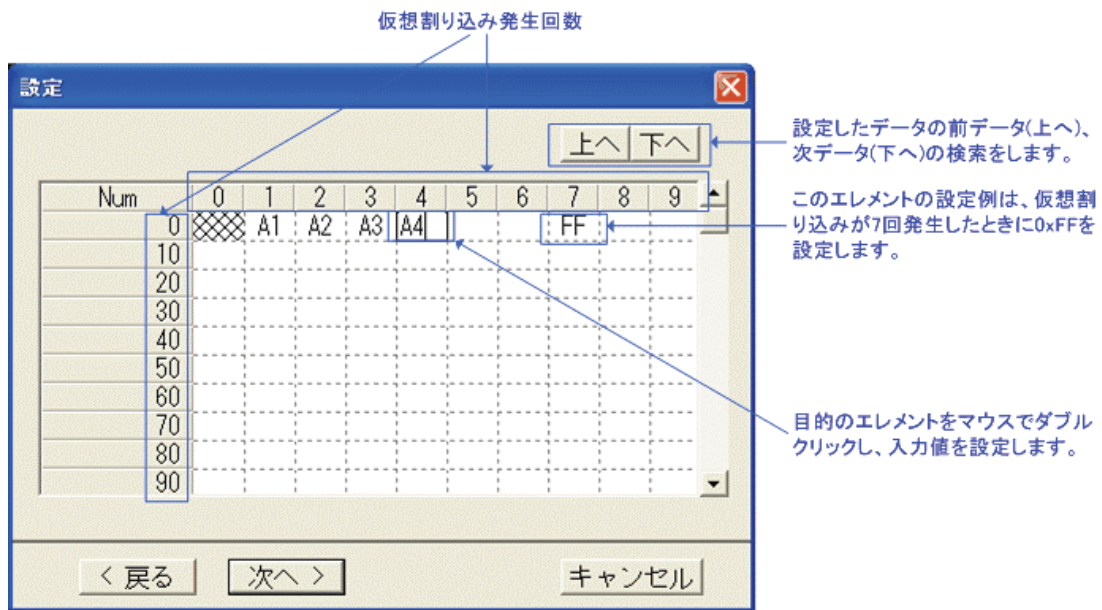 仮想割り込み発生回数
設定
上へ 下へ
設定したデータの前データ(上へ)、
次データ(下へ)の検索をします。
Num 0 1 2 3 4 5 6 7 8 9
0 A1 A2 A3 A4 FF
このエレメントの設定例は、仮想割
り込みが7回発生したときに0xFFを
設定します。
10
20
30
40
50
60
70
80
90
目的のエレメントをマウスでダブル
クリックし、入力値を設定します。
< 戻る 次へ > キャンセル